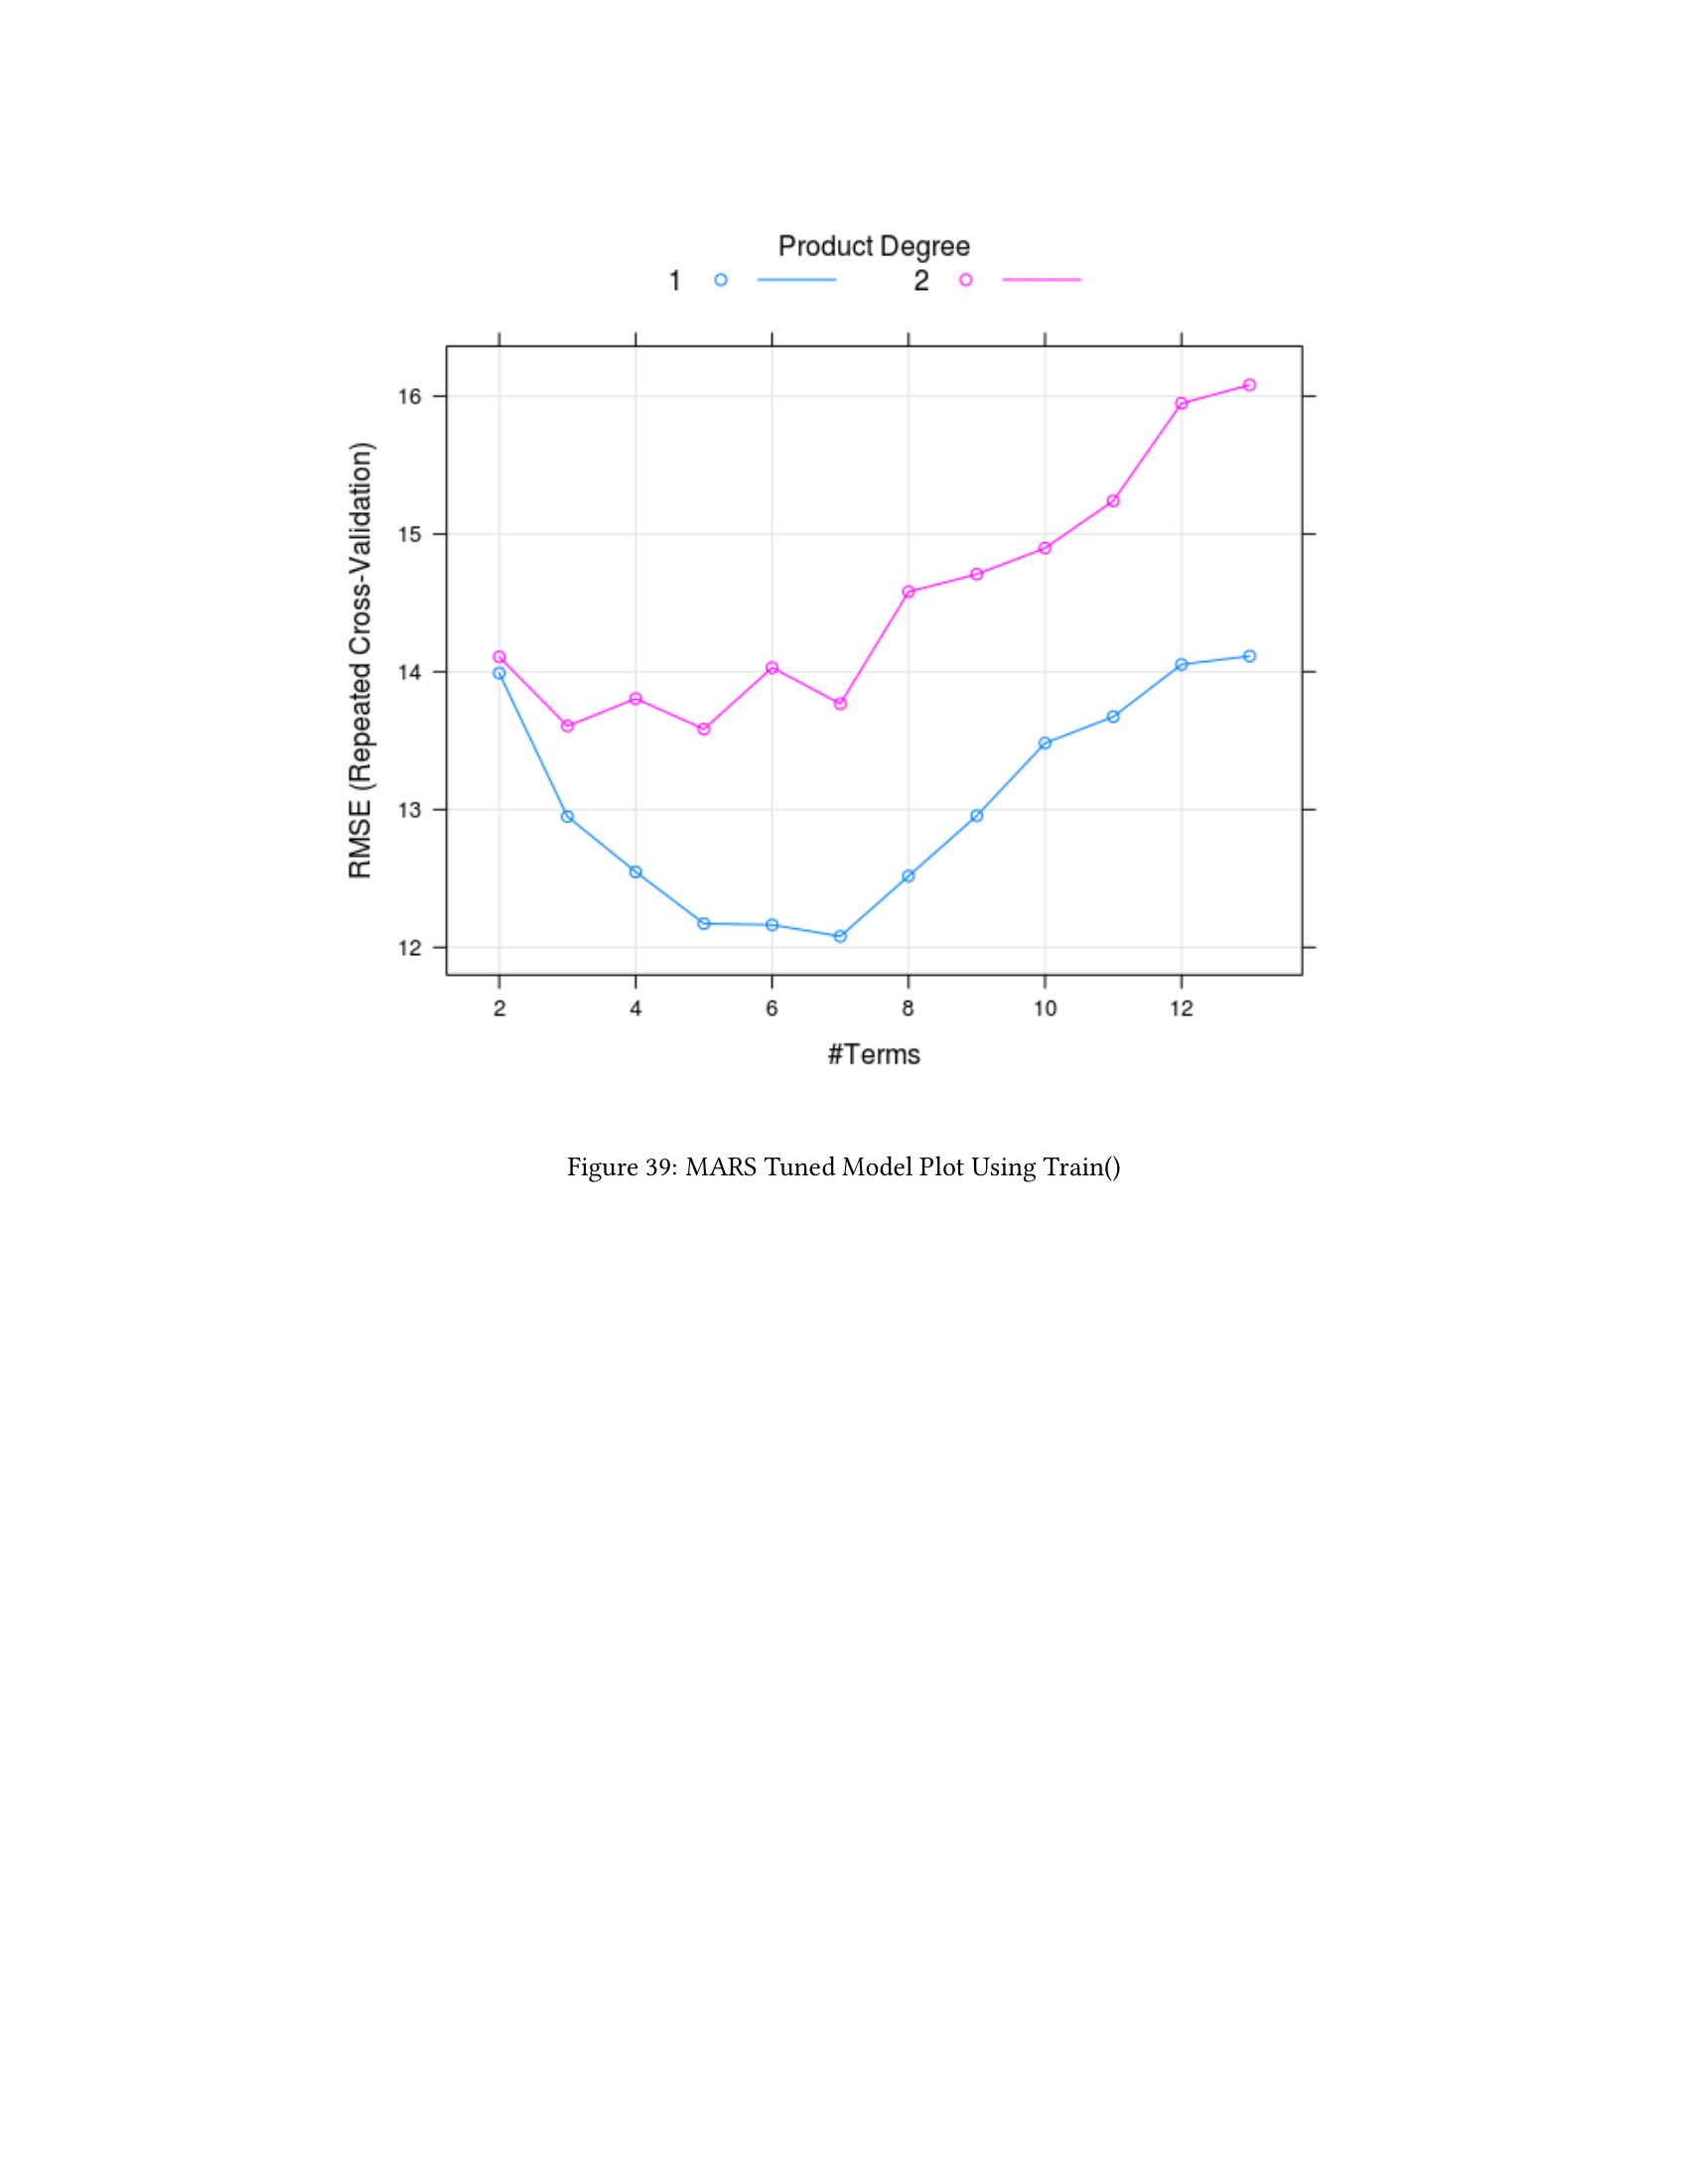 Product Degree
1 2
16
15
14
13
12
RMSE (Repeated Cross-Validation)
2 4 6 8 10 12
#Terms
Figure 39: MARS Tuned Model Plot Using Train()